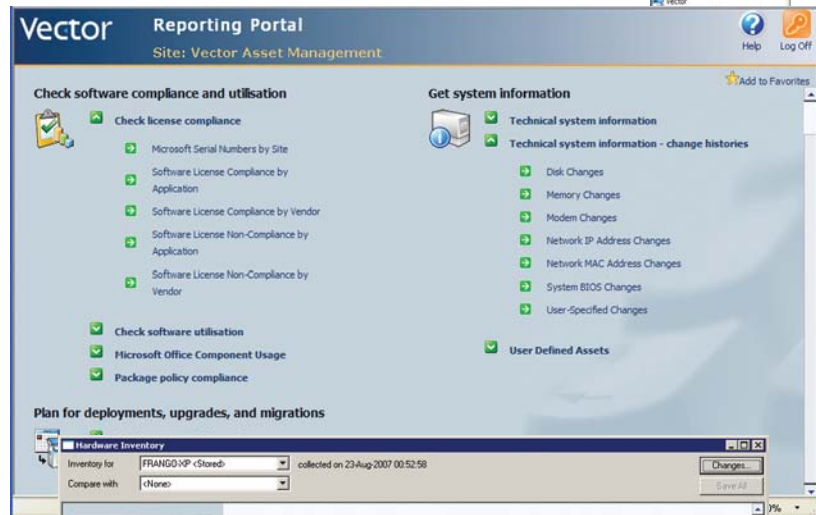 Vector
Vector
Reporting Portal
Site: Vector Asset Management
Help
Log Off
Add to Favorites
Check software compliance and utilisation
Check license compliance
Microsoft Serial Numbers by Site
Software License Compliance by
Application
Software License Compliance by Vendor
Software License Non-Compliance by
Application
Software License Non-Compliance by
Vendor
Check software utilisation
Microsoft Office Component Usage
Package policy compliance
Plan for deployments, upgrades, and migrations
Get system information
Technical system information
Technical system information - change histories
Disk Changes
Memory Changes
Modem Changes
Network IP Address Changes
Network MAC Address Changes
System BIOS Changes
User-Specified Changes
User Defined Assets
Hardware Inventory
Inventory for FRANGO-XP <Stored> collected on 23-Aug-2007 00:52:58
Changes...
Compare with <None>
Save All